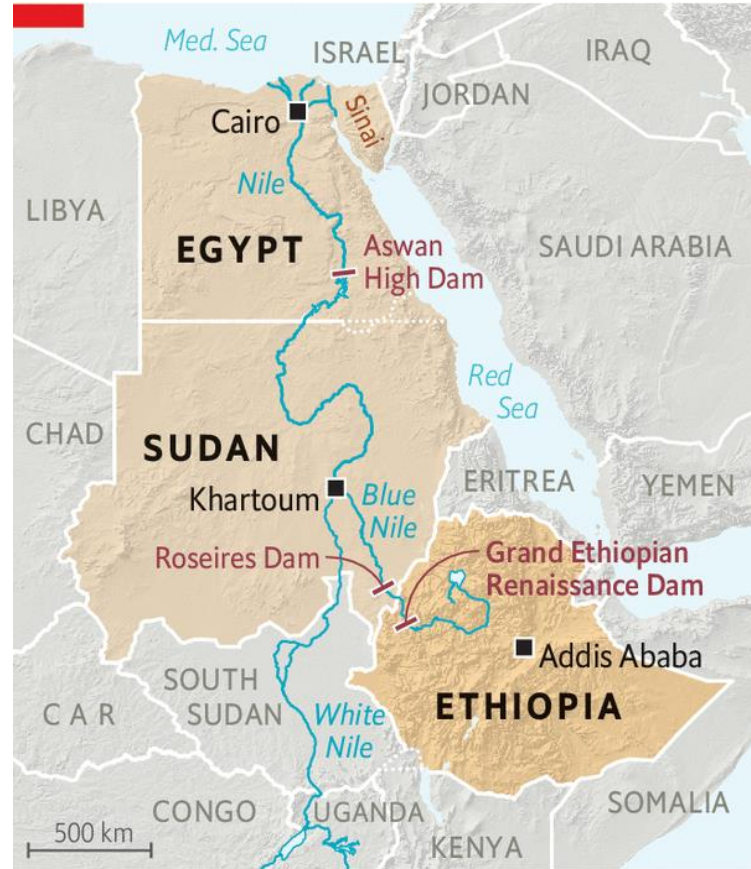 Med. Sea
ISRAEL
IRAQ
JORDAN
Cairo
Sinai
Nile
LIBYA
EGYPT
Aswan
High Dam
SAUDI ARABIA
Red
Sea
CHAD
SUDAN
ERITREA
YEMEN
Khartoum
Blue
Nile
Roseires Dam
Grand Ethiopian
Renaissance Dam
Addis Ababa
SOUTH
SUDAN
C A R
White
Nile
ETHIOPIA
CONGO
UGANDA
SOMALIA
KENYA
500 km